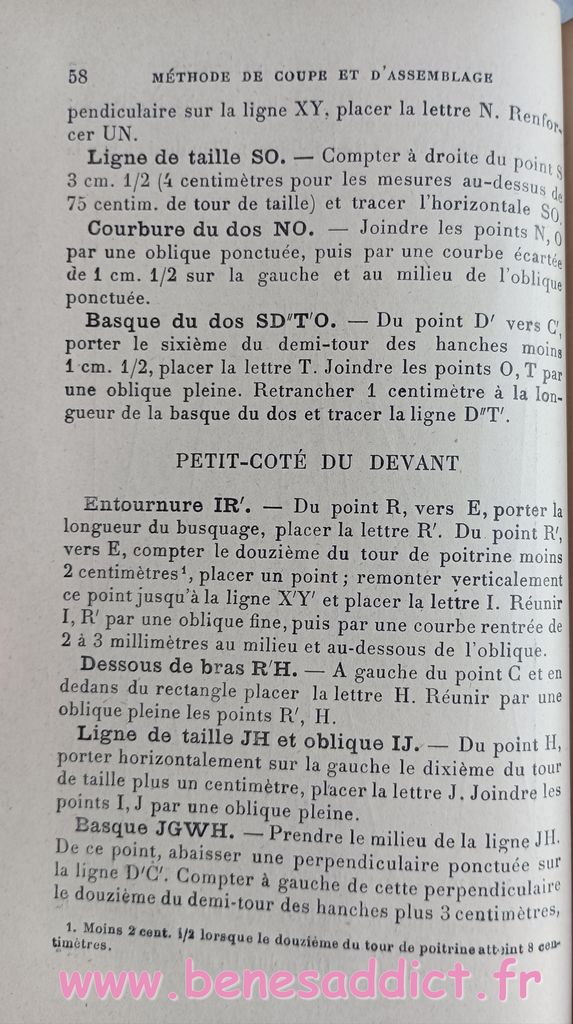 58 MÉTHODE DE COUPE ET D'ASSEMBLAGE
pendiculaire sur la ligne XY, placer la lettre N. Renfor-
cer UN.
Ligne de taille SO. — Compter à droite du point S
3 cm. 1/2 (4 centimètres pour les mesures au-dessus de
75 centim. de tour de taille) et tracer l'horizontale SO.
Courbure du dos NO. — Joindre les points N, O
par une oblique ponctuée, puis par une courbe écartée
de 1 cm. 1/2 sur la gauche et au milieu de l'oblique
ponctuée.
Basque du dos SD″T′O. — Du point D′ vers C′,
porter le sixième du demi-tour des hanches moins
1 cm. 1/2, placer la lettre T. Joindre les points O, T par
une oblique pleine. Retrancher 1 centimètre à la lon-
gueur de la basque du dos et tracer la ligne D″T′.
PETIT-COTÉ DU DEVANT
Entournure IR′. — Du point R, vers E, porter la
longueur du busquage, placer la lettre R′. Du point R′,
vers E, compter le douzième du tour de poitrine moins
2 centimètres¹, placer un point ; remonter verticalement
ce point jusqu'à la ligne X′Y′ et placer la lettre I. Réunir
I, R′ par une oblique fine, puis par une courbe rentrée de
2 à 3 millimètres au milieu et au-dessous de l'oblique.
Dessous de bras R′H. — A gauche du point C et en
dedans du rectangle placer la lettre H. Réunir par une
oblique pleine les points R′, H.
Ligne de taille JH et oblique IJ. — Du point H,
porter horizontalement sur la gauche le dixième du tour
de taille plus un centimètre, placer la lettre J. Joindre les
points I, J par une oblique pleine.
Basque JGWH. — Prendre le milieu de la ligne JH.
De ce point, abaisser une perpendiculaire ponctuée sur
la ligne D′C′. Compter à gauche de cette perpendiculaire
le douzième du demi-tour des hanches plus 3 centimètres,
1. Moins 2 cent. 1/2 lorsque le douzième du tour de poitrine atteint 8 cen-
timètres.
www.benesaddict.fr